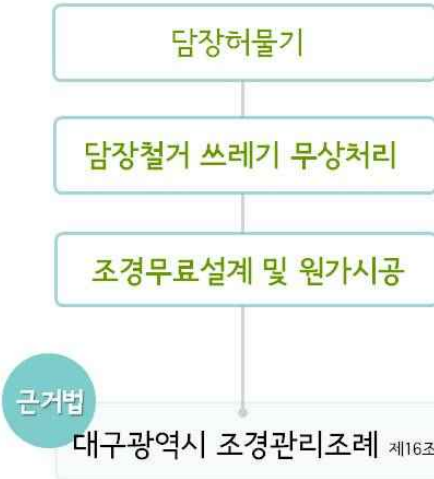 담장허물기
담장철거 쓰레기 무상처리
조경무료설계 및 원가시공
근거법
대구광역시 조경관리조례 제16조